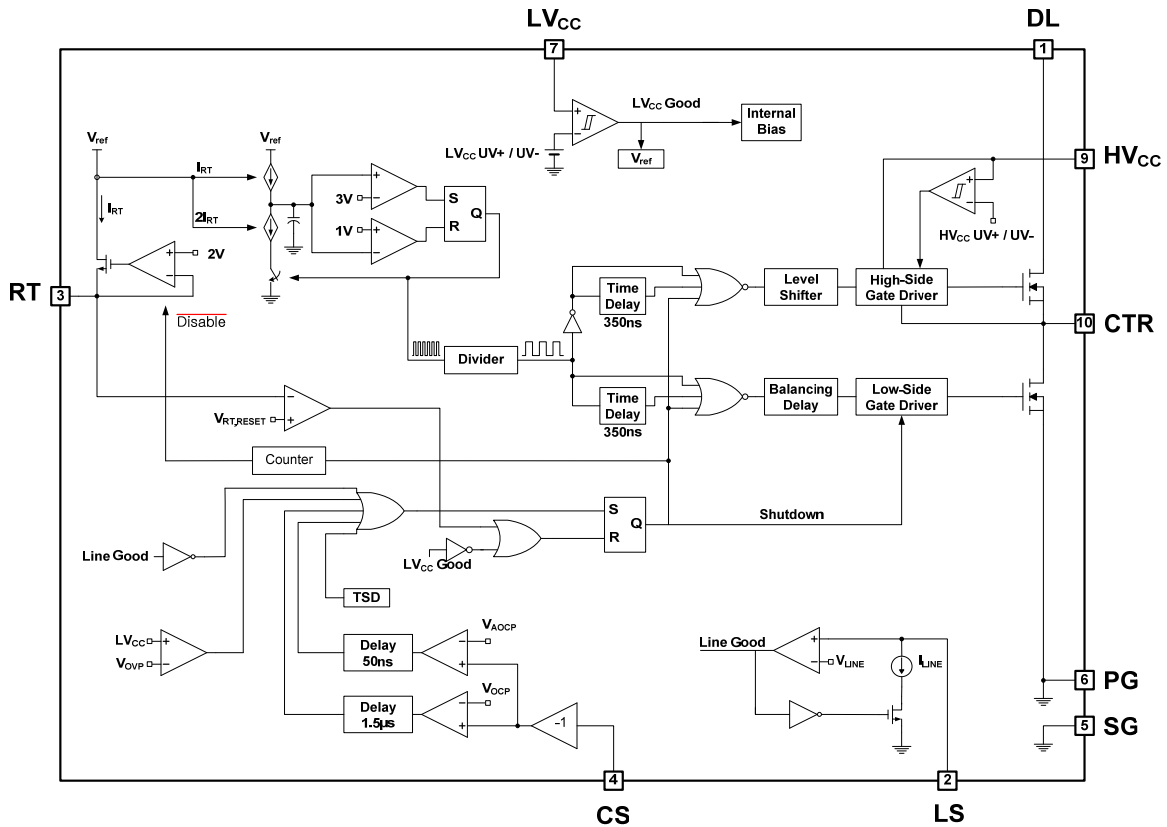 LVCC
DL
7
1
LVCC Good
Internal
Bias
+
−
LVCC UV+ / UV-
Vref
9
HVCC
+
−
HVCC UV+ / UV-
Vref
Vref
IRT
IRT
2IRT
3V
+
−
1V
+
−
S
R
Q
+
−
2V
RT
3
Disable
Time
Delay
350ns
Level
Shifter
High-Side
Gate Driver
10
CTR
Divider
Time
Delay
350ns
Balancing
Delay
Low-Side
Gate Driver
−
+
VRT,RESET
Counter
S
R
Q
Shutdown
Line Good
LVCC Good
TSD
LVCC
VOVP
+
−
Delay
50ns
VAOCP
−
+
Delay
1.5μs
VOCP
−
+
-1
Line Good
+
−
VLINE
ILINE
6
PG
5
SG
4
2
CS
LS